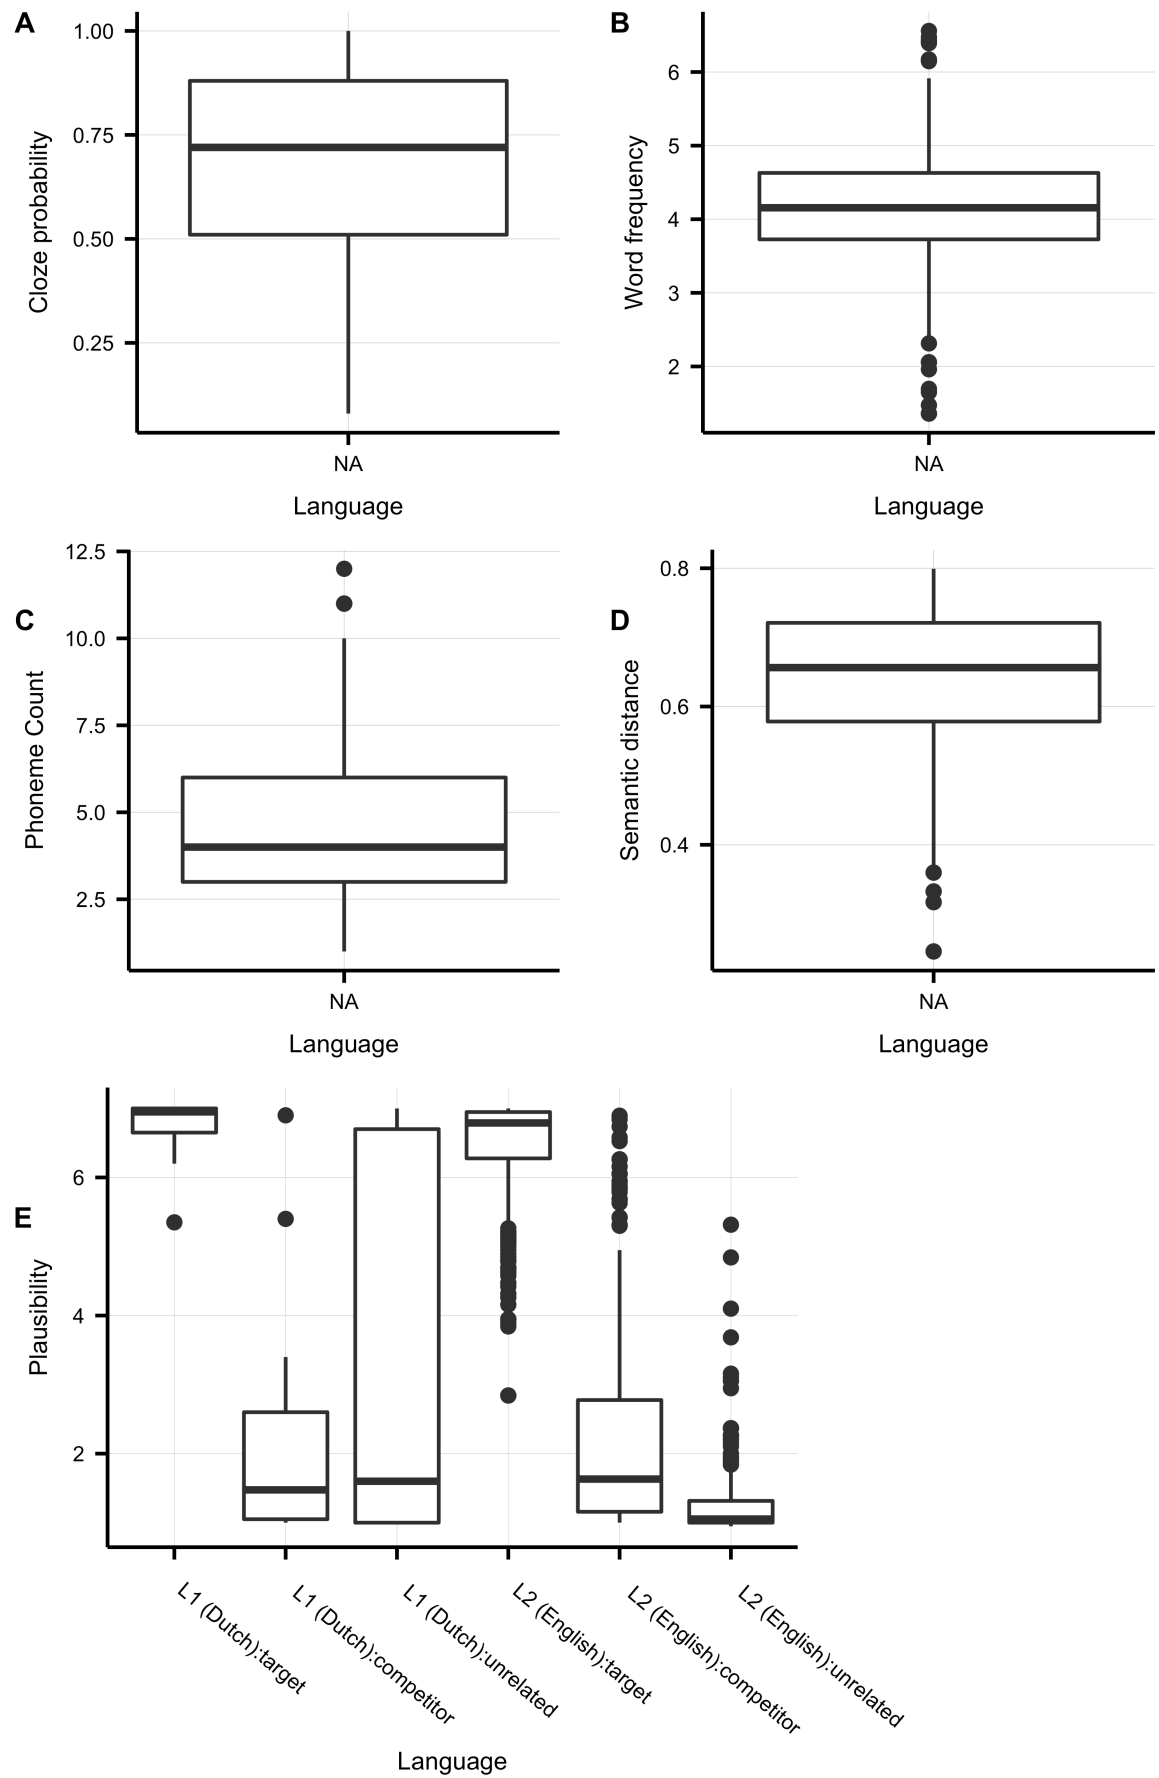 A
Cloze probability
1.00
0.75
0.50
0.25
NA
Language
B
Word frequency
6
5
4
3
2
NA
Language
C
Phoneme Count
12.5
10.0
7.5
5.0
2.5
NA
Language
D
Semantic distance
0.8
0.6
0.4
NA
Language
E
Plausibility
6
4
2
L1 (Dutch):target
L1 (Dutch):competitor
L1 (Dutch):unrelated
L2 (English):target
L2 (English):competitor
L2 (English):unrelated
Language